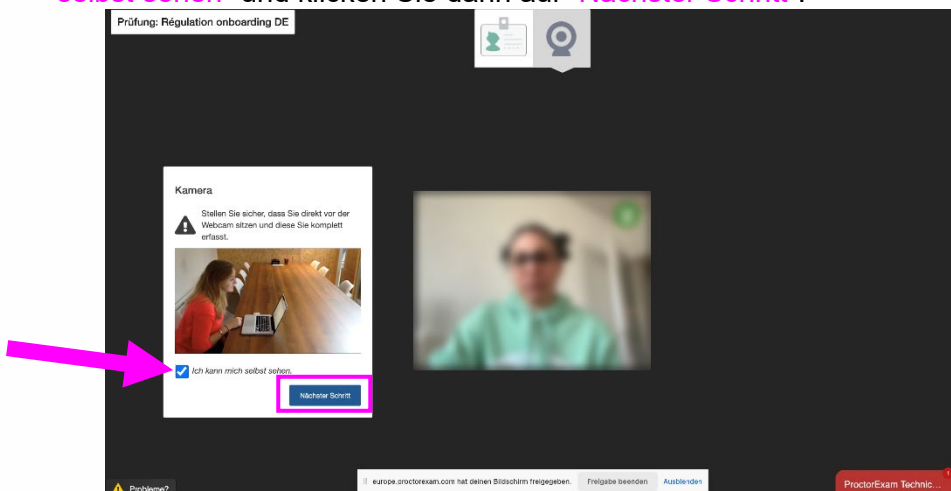 selbst sehen" und klicken Sie dann auf "Nächster Schritt".
Prüfung: Régulation onboarding DE
Kamera
Stellen Sie sicher, dass Sie direkt vor der
Webcam sitzen und diese Sie komplett
erfasst.
Ich kann mich selbst sehen.
Nächster Schritt
Probleme?
europe.proctorexam.com hat deinen Bildschirm freigegeben.
Freigabe beenden
Ausblenden
1
ProctorExam Technic...